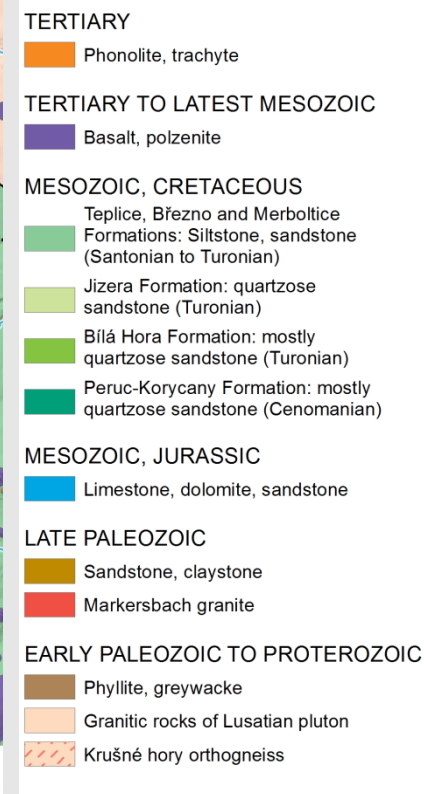 TERTIARY
Phonolite, trachyte
TERTIARY TO LATEST MESOZOIC
Basalt, polzenite
MESOZOIC, CRETACEOUS
Teplice, Březno and Merboltice
Formations: Siltstone, sandstone
(Santonian to Turonian)
Jizera Formation: quartzose
sandstone (Turonian)
Bílá Hora Formation: mostly
quartzose sandstone (Turonian)
Peruc-Korycany Formation: mostly
quartzose sandstone (Cenomanian)
MESOZOIC, JURASSIC
Limestone, dolomite, sandstone
LATE PALEOZOIC
Sandstone, claystone
Markersbach granite
EARLY PALEOZOIC TO PROTEROZOIC
Phyllite, greywacke
Granitic rocks of Lusatian pluton
Krušné hory orthogneiss